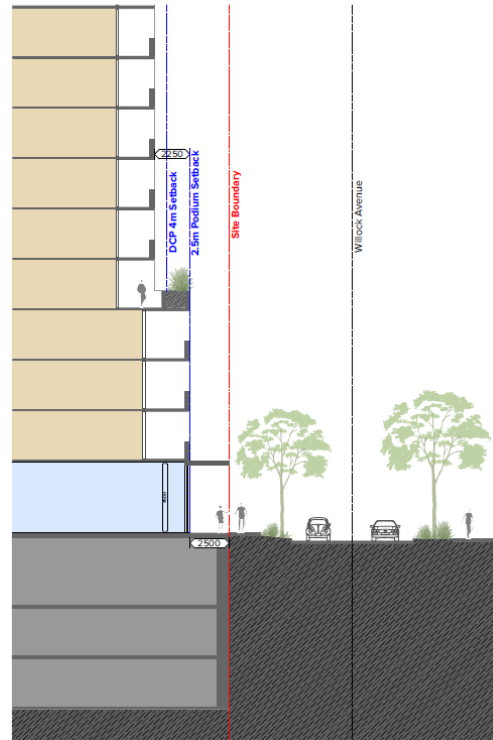 2250
DCP 4m Setback
2.5m Podium Setback
Site Boundary
Willock Avenue
2500